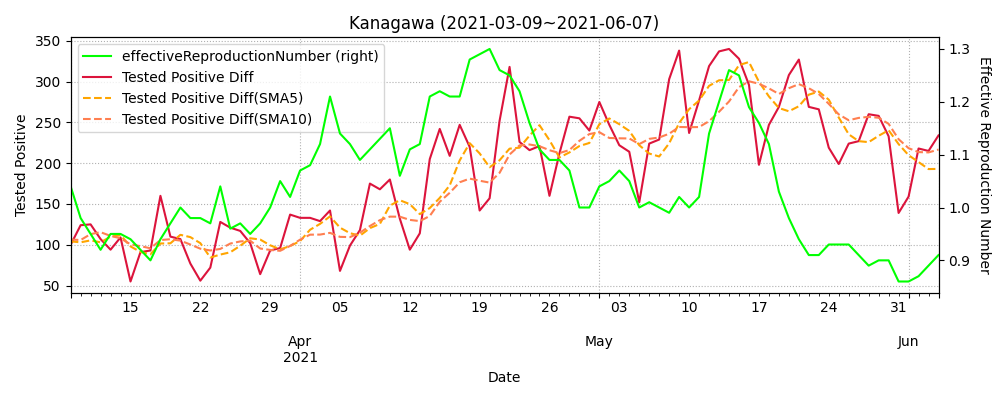 Kanagawa (2021-03-09~2021-06-07)
effectiveReproductionNumber (right)
Tested Positive Diff
Tested Positive Diff(SMA5)
Tested Positive Diff(SMA10)
Tested Positive
350
300
250
200
150
100
50
Effective Reproduction Number
1.3
1.2
1.1
1.0
0.9
15 22 29 05 12 19 26 03 10 17 24 31
Apr May Jun
2021
Date